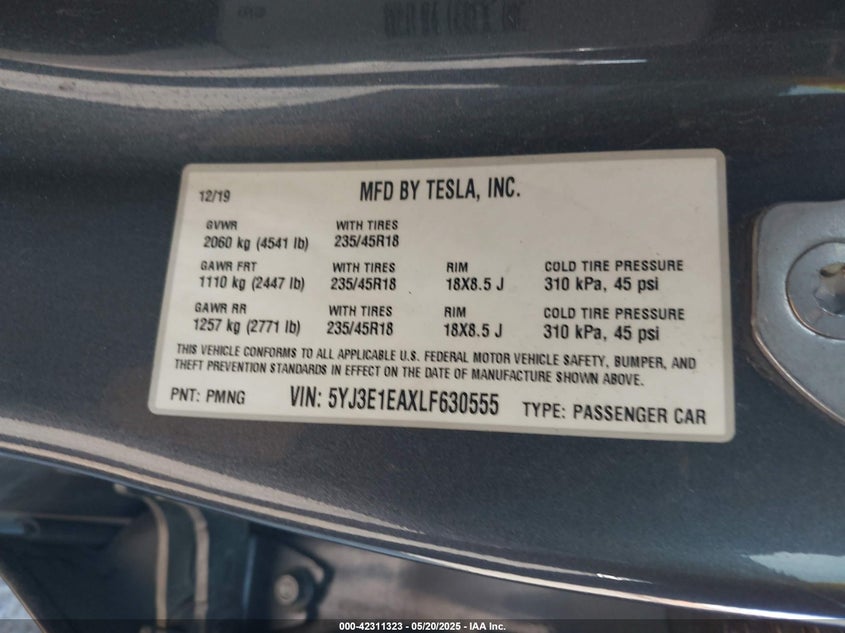 12/19
MFD BY TESLA, INC.
GVWR WITH TIRES
2060 kg (4541 lb) 235/45R18
GAWR FRT WITH TIRES RIM COLD TIRE PRESSURE
1110 kg (2447 lb) 235/45R18 18X8.5 J 310 kPa, 45 psi
GAWR RR WITH TIRES RIM COLD TIRE PRESSURE
1257 kg (2771 lb) 235/45R18 18X8.5 J 310 kPa, 45 psi
THIS VEHICLE CONFORMS TO ALL APPLICABLE U.S. FEDERAL MOTOR VEHICLE SAFETY, BUMPER, AND
THEFT PREVENTION STANDARDS IN EFFECT ON THE DATE OF MANUFACTURE SHOWN ABOVE.
PNT: PMNG VIN: 5YJ3E1EAXLF630555 TYPE: PASSENGER CAR
000-42311323 — 05/20/2025 — IAA Inc.